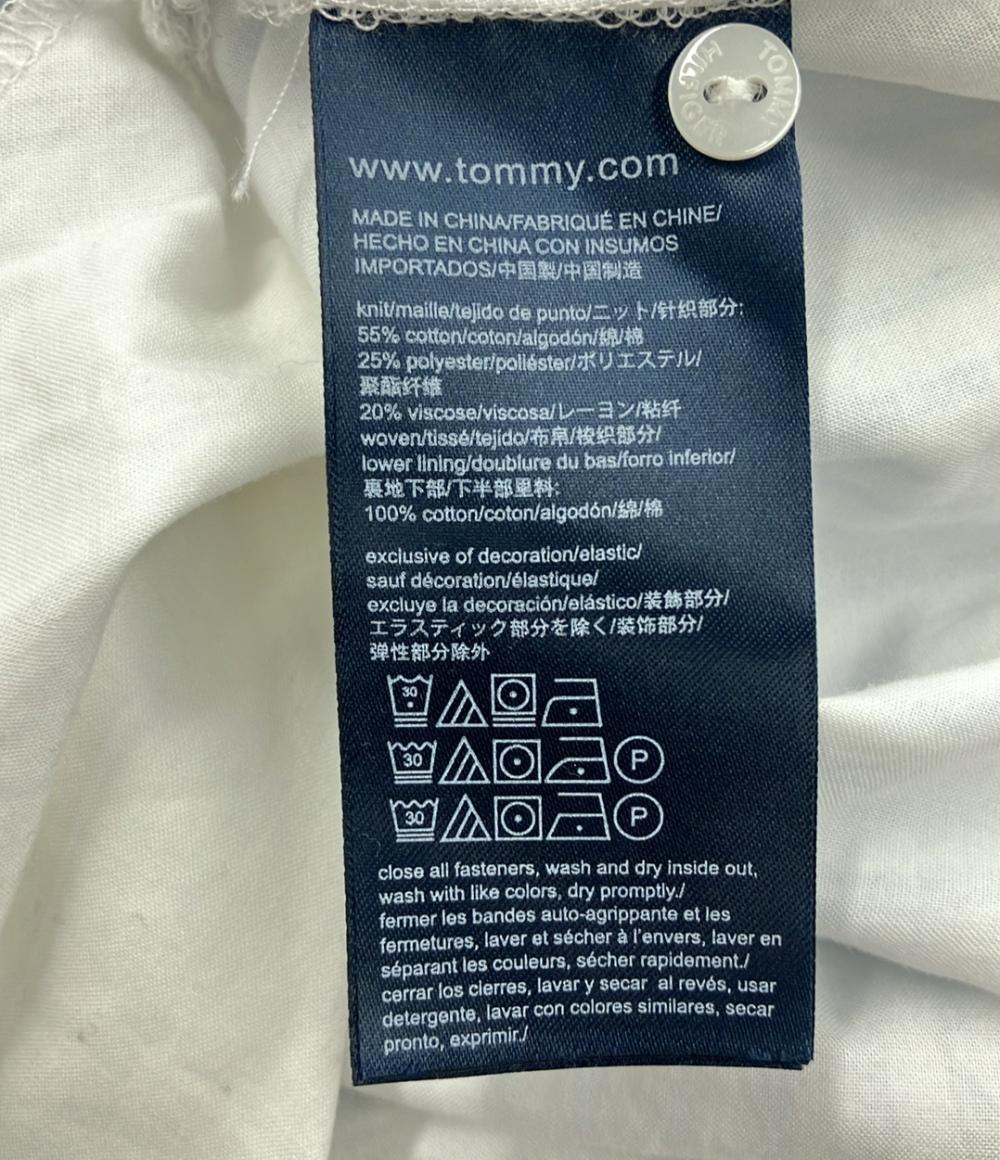 TOMMY HILFIGER
www.tommy.com
MADE IN CHINA/FABRIQUÉ EN CHINE/
HECHO EN CHINA CON INSUMOS
IMPORTADOS/中国製/中国制造
knit/maille/tejido de punto/ニット/针织部分:
55% cotton/coton/algodón/綿/棉
25% polyester/poliéster/ポリエステル/
聚酯纤维
20% viscose/viscosa/レーヨン/粘纤
woven/tissé/tejido/布帛/梭织部分/
lower lining/doublure du bas/forro inferior/
裏地下部/下半部里料:
100% cotton/coton/algodón/綿/棉
exclusive of decoration/elastic/
sauf décoration/élastique/
excluye la decoración/elástico/装飾部分/
エラスティック部分を除く/装饰部分/
弹性部分除外
30
30 P
30 P
close all fasteners, wash and dry inside out,
wash with like colors, dry promptly./
fermer les bandes auto-agrippante et les
fermetures, laver et sécher à l'envers, laver en
séparant les couleurs, sécher rapidement./
cerrar los cierres, lavar y secar al revés, usar
detergente, lavar con colores similares, secar
pronto, exprimir./